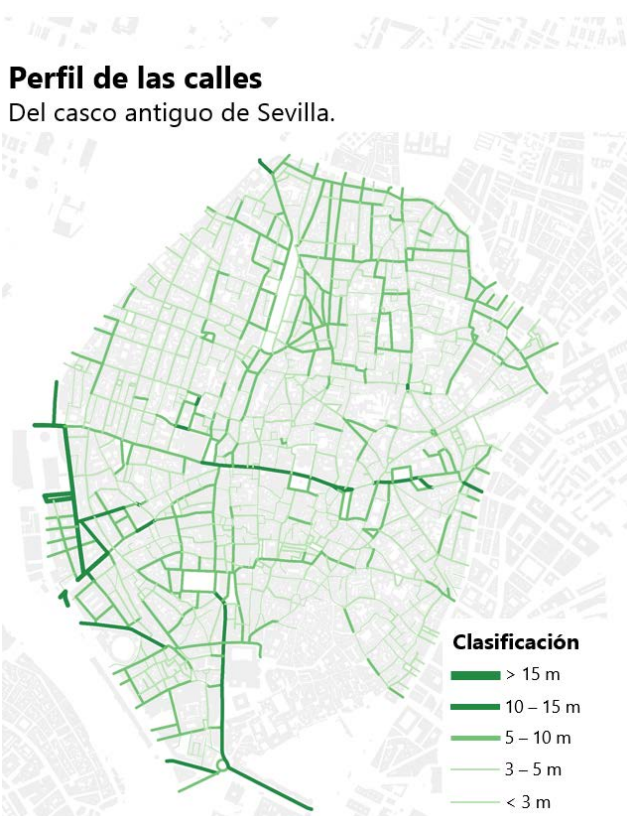 Perfil de las calles
Del casco antiguo de Sevilla.
Clasificación
> 15 m
10 – 15 m
5 – 10 m
3 – 5 m
< 3 m